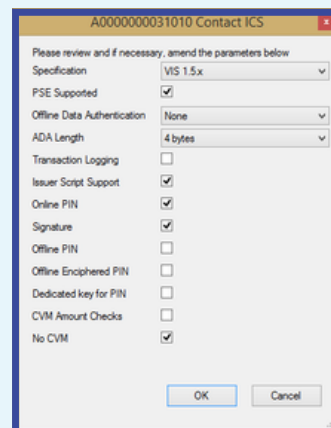 A0000000031010 Contact ICS
x
Please review and if necessary, amend the parameters below
Specification VIS 1.5.x
PSE Supported
Offline Data Authentication None
ADA Length 4 bytes
Transaction Logging
Issuer Script Support
Online PIN
Signature
Offline PIN
Offline Enciphered PIN
Dedicated key for PIN
CVM Amount Checks
No CVM
OK Cancel